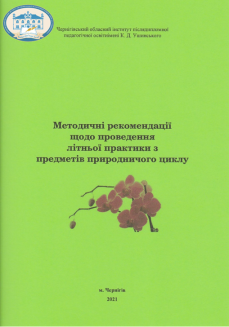 Чернігівський обласний інститут післядипломної
педагогічної освіти імені К. Д. Ушинського
Методичні рекомендації
щодо проведення
літньої практики з
предметів природничого циклу
м. Чернігів
2021